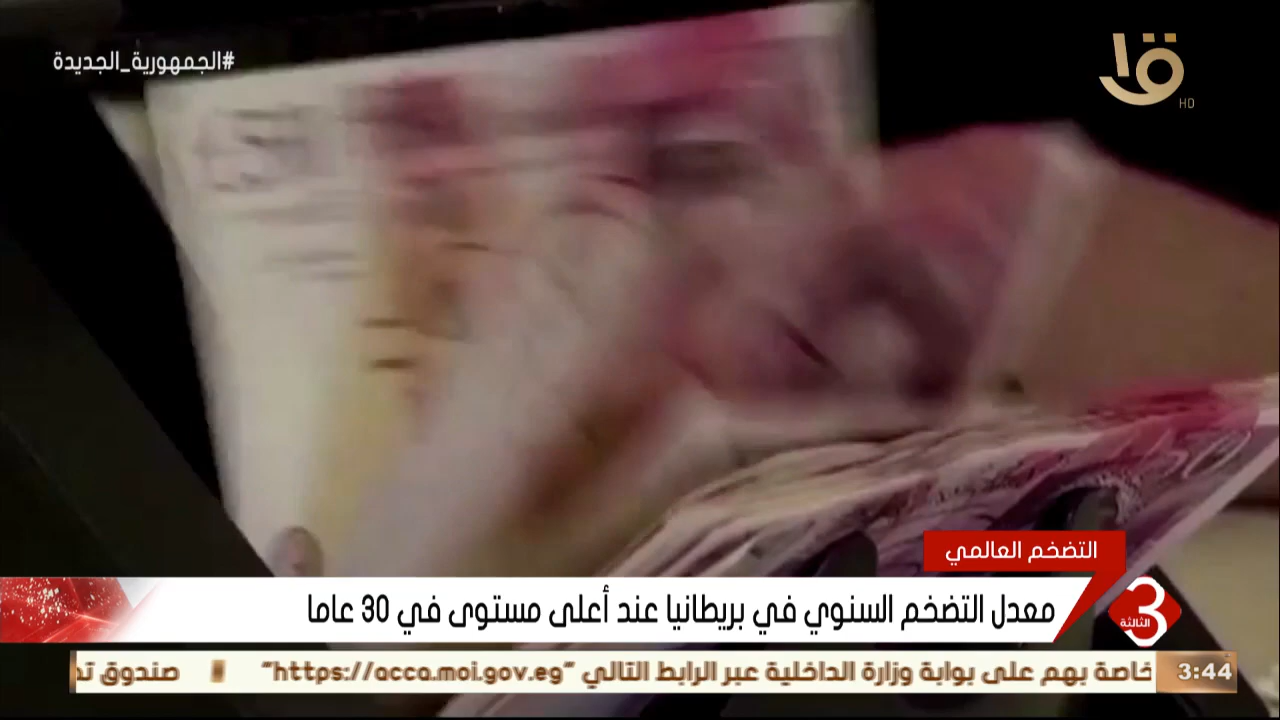 #الجمهورية_الجديدة
HD
التضخم العالمي
معدل التضخم السنوي في بريطانيا عند أعلى مستوى في 30 عاما
3 الثالثة
3:44 خاصة بهم على بوابة وزارة الداخلية عبر الرابط التالي "https://acca.moi.gov.eg" صندوق